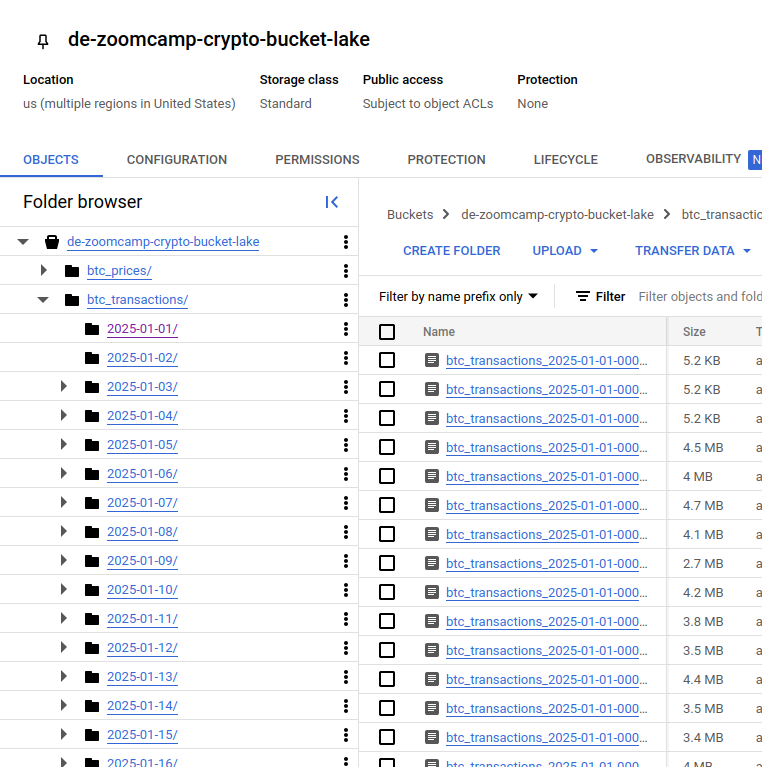 de-zoomcamp-crypto-bucket-lake
Location Storage class Public access Protection
us (multiple regions in United States) Standard Subject to object ACLs None
OBJECTS CONFIGURATION PERMISSIONS PROTECTION LIFECYCLE OBSERVABILITY N
Folder browser
de-zoomcamp-crypto-bucket-lake
btc_prices/
btc_transactions/
2025-01-01/
2025-01-02/
2025-01-03/
2025-01-04/
2025-01-05/
2025-01-06/
2025-01-07/
2025-01-08/
2025-01-09/
2025-01-10/
2025-01-11/
2025-01-12/
2025-01-13/
2025-01-14/
2025-01-15/
2025-01-16/
Buckets > de-zoomcamp-crypto-bucket-lake > btc_transactio
CREATE FOLDER UPLOAD TRANSFER DATA
Filter by name prefix only Filter Filter objects and fold
Name Size T
btc_transactions_2025-01-01-000… 5.2 KB a
btc_transactions_2025-01-01-000… 5.2 KB a
btc_transactions_2025-01-01-000… 5.2 KB a
btc_transactions_2025-01-01-000… 4.5 MB a
btc_transactions_2025-01-01-000… 4 MB a
btc_transactions_2025-01-01-000… 4.7 MB a
btc_transactions_2025-01-01-000… 4.1 MB a
btc_transactions_2025-01-01-000… 2.7 MB a
btc_transactions_2025-01-01-000… 4.2 MB a
btc_transactions_2025-01-01-000… 3.8 MB a
btc_transactions_2025-01-01-000… 3.5 MB a
btc_transactions_2025-01-01-000… 4.4 MB a
btc_transactions_2025-01-01-000… 3.5 MB a
btc_transactions_2025-01-01-000… 3.4 MB a
btc_transactions_2025-01-01-000… 4 MB a